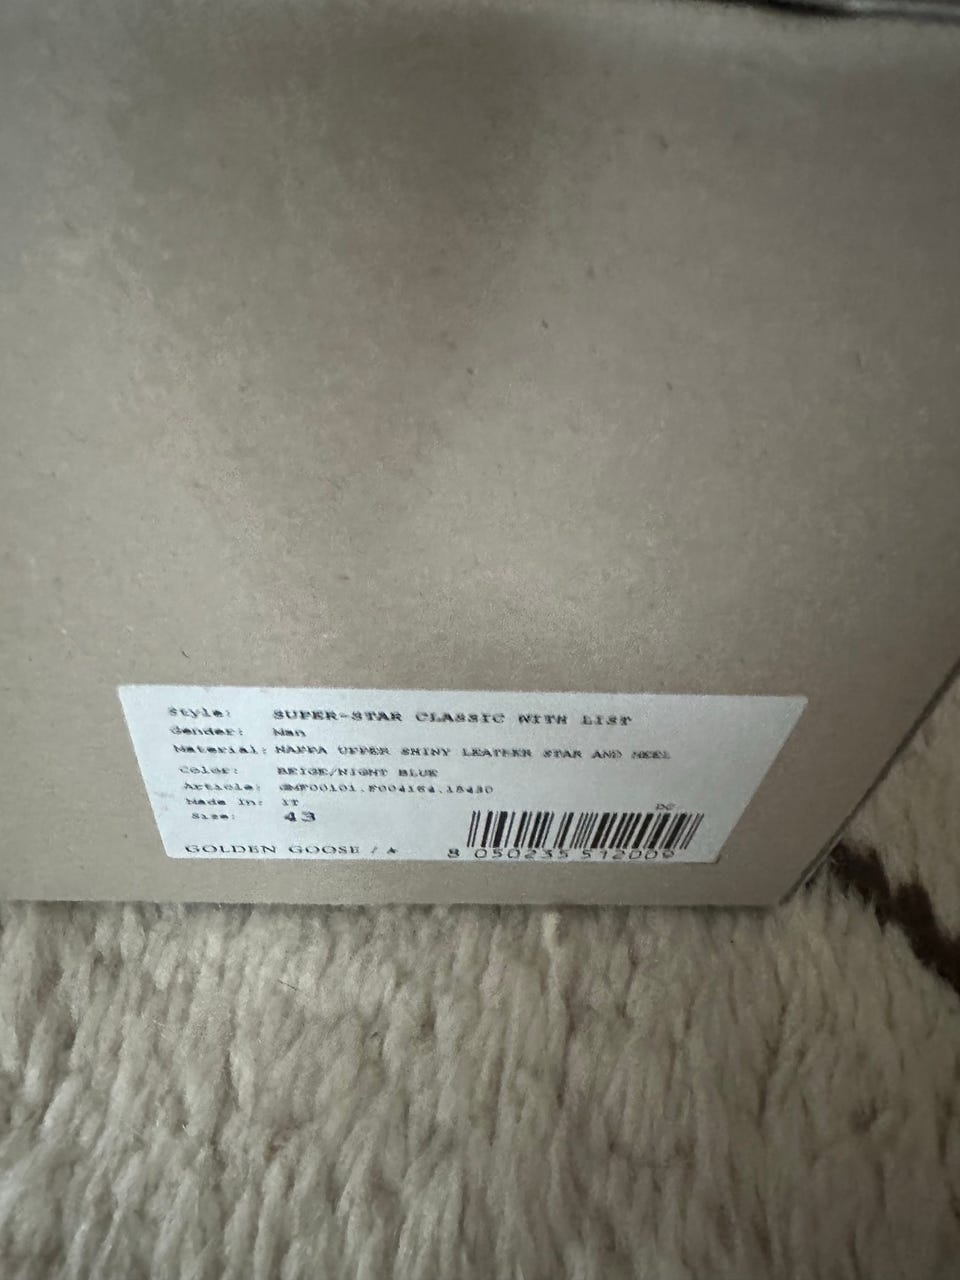 Style: SUPER-STAR CLASSIC WITH LIST
Gender: Man
Material: NAPPA UPPER SHINY LEATHER STAR AND HEEL
Color: BEIGE/NIGHT BLUE
Article: GMF00101.F004164.15430
Made In: IT
Size: 43
DC
GOLDEN GOOSE / ★
8 050235 512009